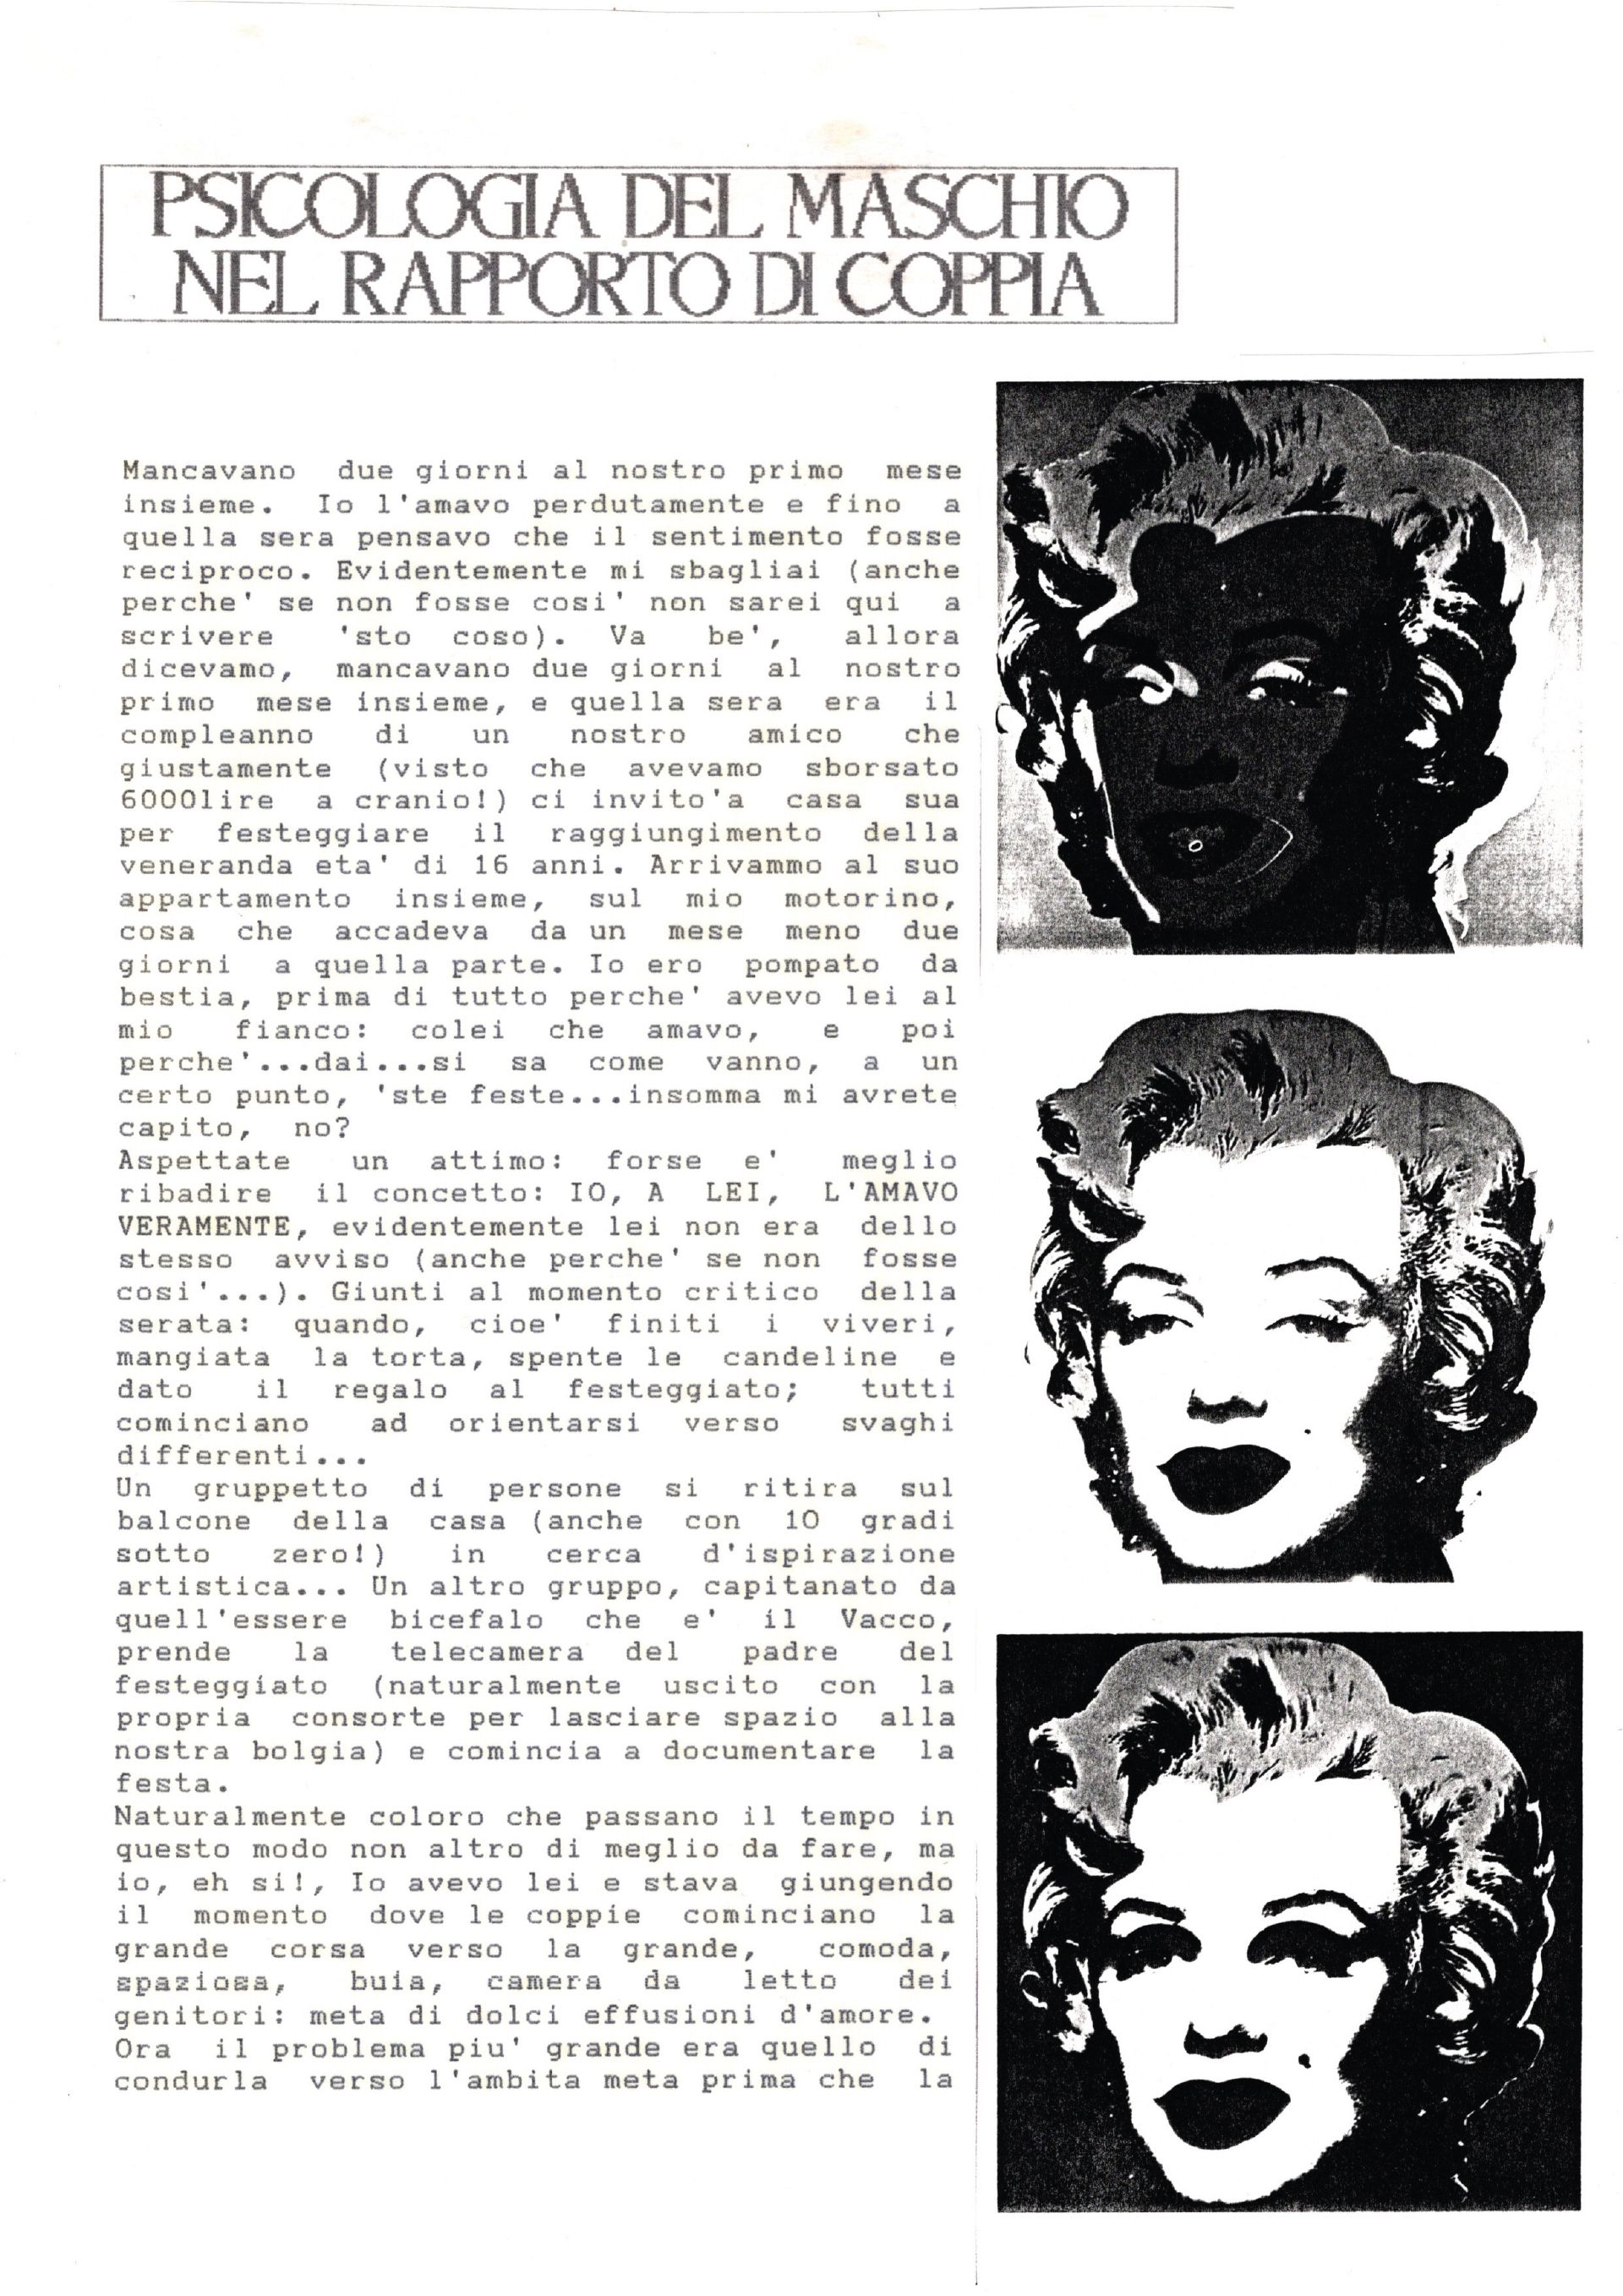 PSICOLOGIA DEL MASCHIO
NEL RAPPORTO DI COPPIA
Mancavano due giorni al nostro primo mese
insieme. Io l'amavo perdutamente e fino a
quella sera pensavo che il sentimento fosse
reciproco. Evidentemente mi sbagliai (anche
perche' se non fosse cosi' non sarei qui a
scrivere 'sto coso). Va be', allora
dicevamo, mancavano due giorni al nostro
primo mese insieme, e quella sera era il
compleanno di un nostro amico che
giustamente (visto che avevamo sborsato
6000lire a cranio!) ci invito'a casa sua
per festeggiare il raggiungimento della
veneranda eta' di 16 anni. Arrivammo al suo
appartamento insieme, sul mio motorino,
cosa che accadeva da un mese meno due
giorni a quella parte. Io ero pompato da
bestia, prima di tutto perche' avevo lei al
mio fianco: colei che amavo, e poi
perche'...dai...si sa come vanno, a un
certo punto, 'ste feste...insomma mi avrete
capito, no?
Aspettate un attimo: forse e' meglio
ribadire il concetto: IO, A LEI, L'AMAVO
VERAMENTE, evidentemente lei non era dello
stesso avviso (anche perche' se non fosse
cosi'...). Giunti al momento critico della
serata: quando, cioe' finiti i viveri,
mangiata la torta, spente le candeline e
dato il regalo al festeggiato; tutti
cominciano ad orientarsi verso svaghi
differenti...
Un gruppetto di persone si ritira sul
balcone della casa (anche con 10 gradi
sotto zero!) in cerca d'ispirazione
artistica... Un altro gruppo, capitanato da
quell'essere bicefalo che e' il Vacco,
prende la telecamera del padre del
festeggiato (naturalmente uscito con la
propria consorte per lasciare spazio alla
nostra bolgia) e comincia a documentare la
festa.
Naturalmente coloro che passano il tempo in
questo modo non altro di meglio da fare, ma
io, eh si!, Io avevo lei e stava giungendo
il momento dove le coppie cominciano la
grande corsa verso la grande, comoda,
spaziosa, buia, camera da letto dei
genitori: meta di dolci effusioni d'amore.
Ora il problema piu' grande era quello di
condurla verso l'ambita meta prima che la